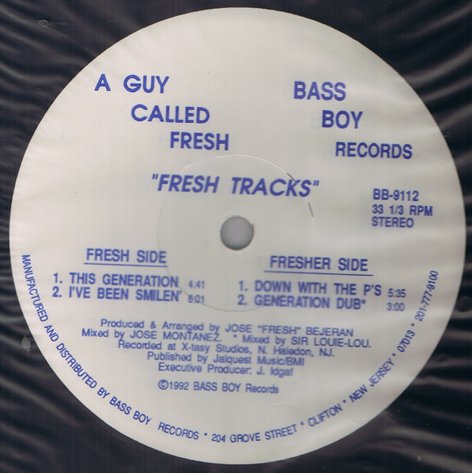 A GUY
CALLED
FRESH
BASS
BOY
RECORDS
"FRESH TRACKS"
BB-9112
33 1/3 RPM
STEREO
FRESH SIDE
1. THIS GENERATION 4:41
2. I'VE BEEN SMILEN' 6:01
FRESHER SIDE
1. DOWN WITH THE P'S 5:35
2. GENERATION DUB* 3:00
Produced & Arranged by JOSE "FRESH" BEJERAN
Mixed by JOSE MONTANEZ. * Mixed by SIR LOUIE-LOU.
Recorded at X-tasy Studios, N. Haledon, NJ.
Published by Jalquest Music/BMI
Executive Producer: J. Idgal
©1992 BASS BOY Records
MANUFACTURED AND DISTRIBUTED BY BASS BOY RECORDS * 204 GROVE STREET * CLIFTON * NEW JERSEY * 07013 * 201-777-9100